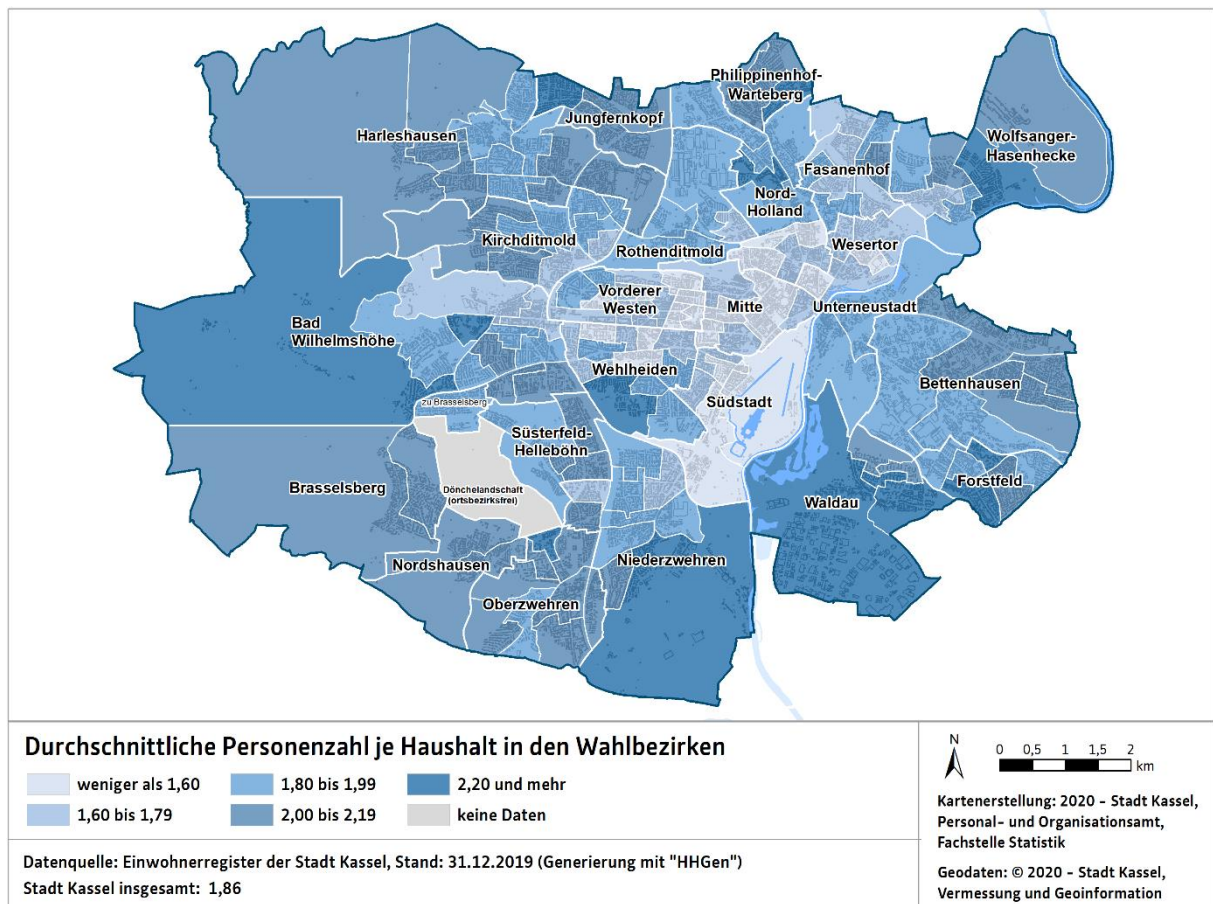 Philippinenhof-
Warteberg
Jungfernkopf
Harleshausen
Wolfsanger-
Hasenhecke
Fasanenhof
Nord-
Holland
Kirchditmold
Rothenditmold
Wesertor
Vorderer
Westen
Mitte
Unterneustadt
Bad
Wilhelmshöhe
Wehlheiden
Bettenhausen
zu Brasselsberg
Südstadt
Süsterfeld-
Helleböhn
Brasselsberg
Dönchelandschaft
(ortsbezirksfrei)
Forstfeld
Waldau
Nordshausen
Niederzwehren
Oberzwehren
Durchschnittliche Personenzahl je Haushalt in den Wahlbezirken
weniger als 1,60
1,80 bis 1,99
2,20 und mehr
1,60 bis 1,79
2,00 bis 2,19
keine Daten
Datenquelle: Einwohnerregister der Stadt Kassel, Stand: 31.12.2019 (Generierung mit "HHGen")
Stadt Kassel insgesamt: 1,86
N
0 0,5 1 1,5 2
km
Kartenerstellung: 2020 - Stadt Kassel,
Personal- und Organisationsamt,
Fachstelle Statistik
Geodaten: © 2020 - Stadt Kassel,
Vermessung und Geoinformation